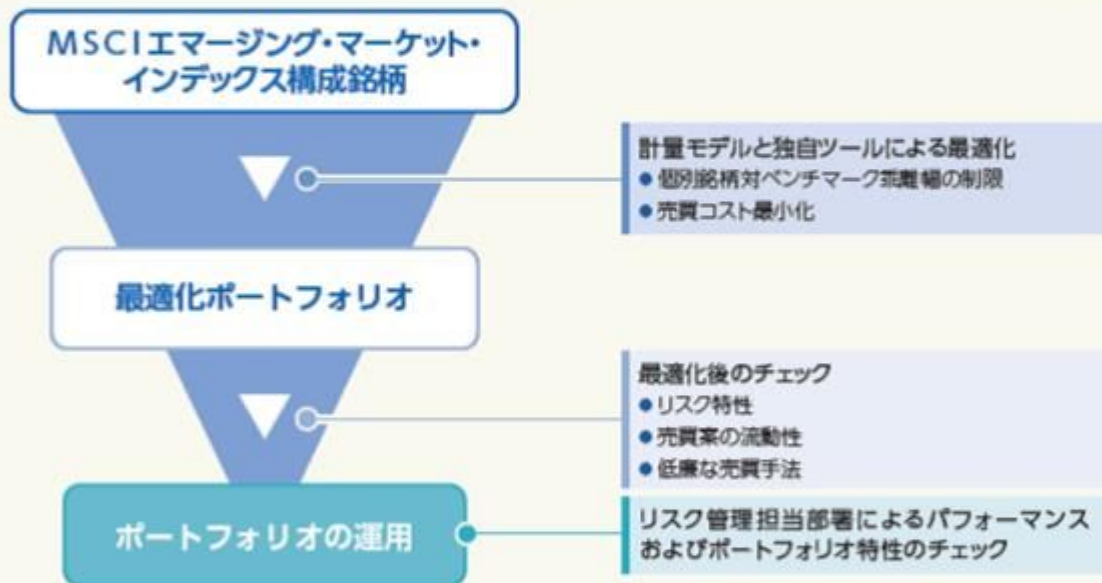 MSCIエマージング・マーケット・
インデックス構成銘柄
計量モデルと独自ツールによる最適化
● 個別銘柄対ベンチマーク乖離幅の制限
● 売買コスト最小化
最適化ポートフォリオ
最適化後のチェック
● リスク特性
● 売買案の流動性
● 低廉な売買手法
ポートフォリオの運用
リスク管理担当部署によるパフォーマンス
およびポートフォリオ特性のチェック